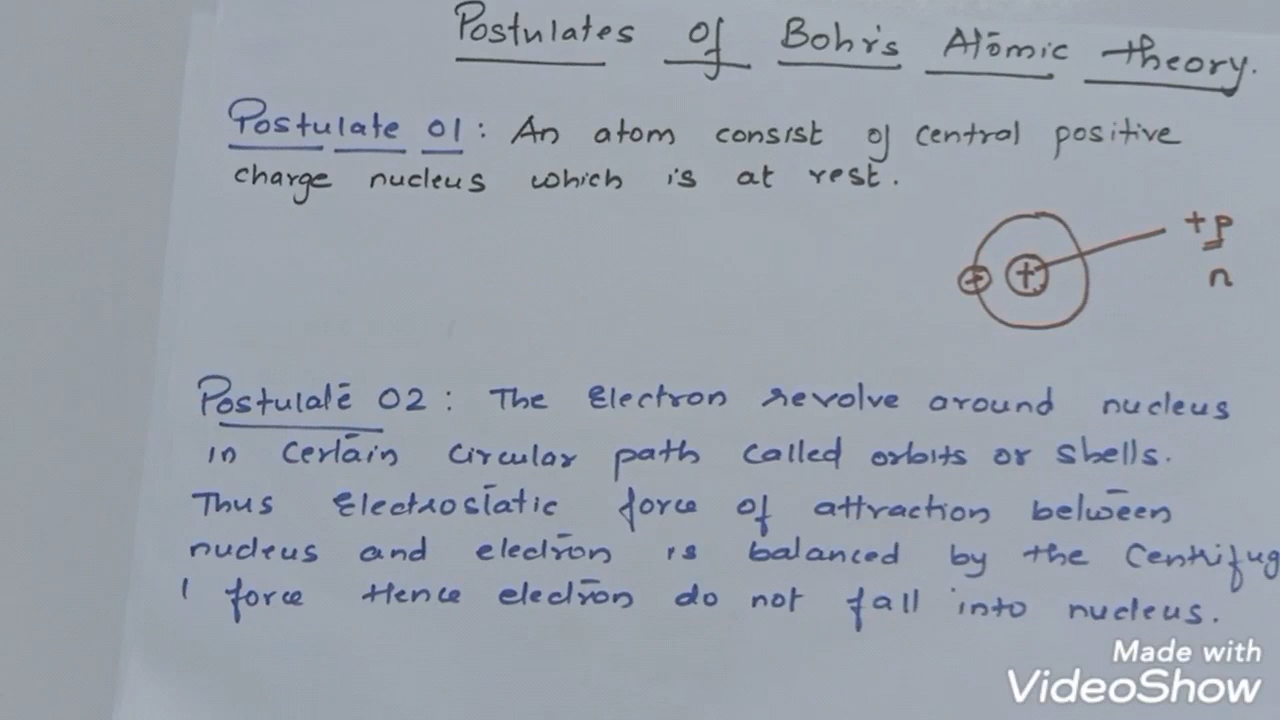 Postulates of Bohr's Atomic theory.
Postulate 01: An atom consist of central positive
charge nucleus which is at rest.
+p
n
+
+
Postulate 02: The Electron revolve around nucleus
in certain circular path called orbits or shells.
Thus Electrostatic force of attraction between
nucleus and electron is balanced by the Centrifug
l force Hence electron do not fall into nucleus.
Made with
VideoShow